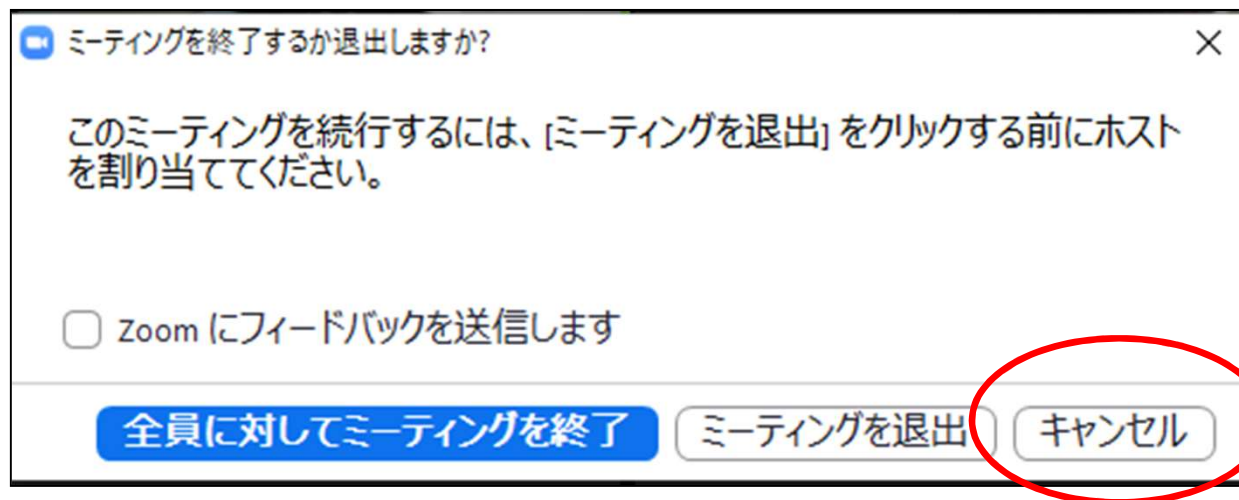 ミーティングを終了するか退出しますか?
このミーティングを続行するには、[ミーティングを退出] をクリックする前にホスト
を割り当ててください。
Zoom にフィードバックを送信します
全員に対してミーティングを終了 ミーティングを退出 キャンセル